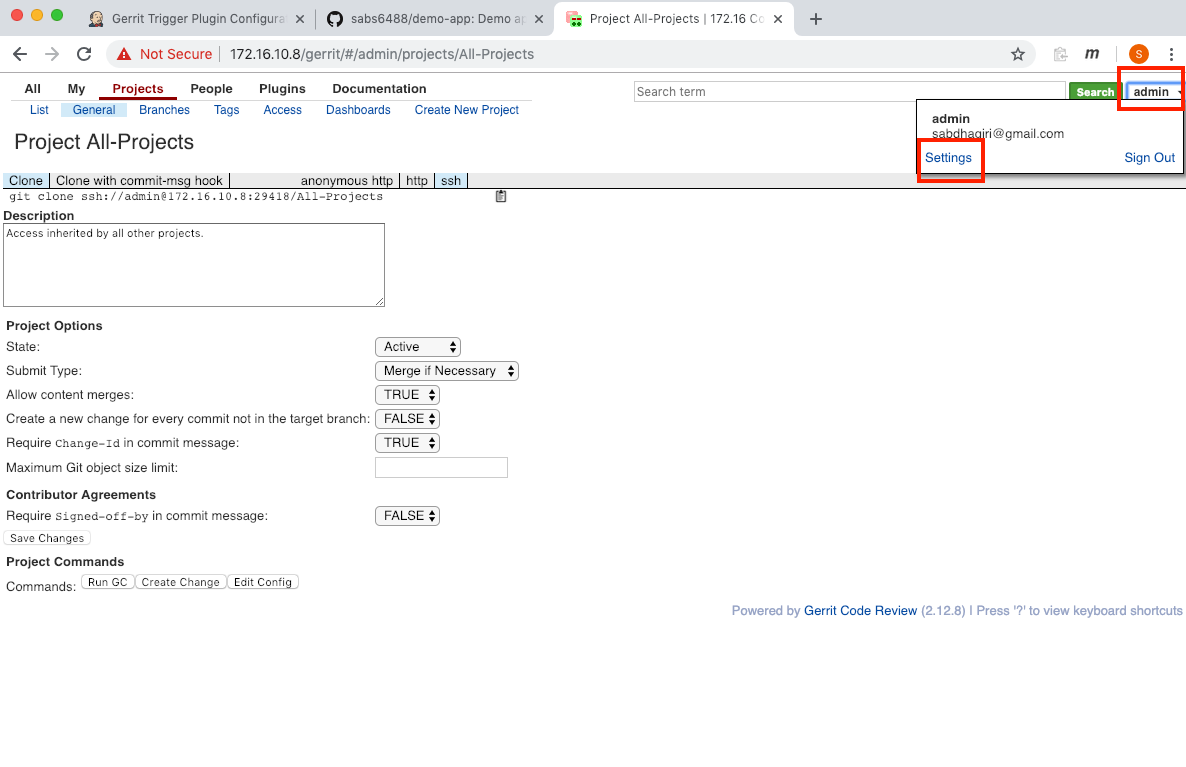 Gerrit Trigger Plugin Configura
sabs6488/demo-app: Demo ap
Project All-Projects | 172.16 Co
Not Secure 172.16.10.8/gerrit/#/admin/projects/All-Projects
m S
All My Projects People Plugins Documentation
Search term Search admin
List General Branches Tags Access Dashboards Create New Project
admin
sabdhagiri@gmail.com
Settings Sign Out
Project All-Projects
Clone Clone with commit-msg hook anonymous http http ssh
git clone ssh://admin@172.16.10.8:29418/All-Projects
Description
Access inherited by all other projects.
Project Options
State: Active
Submit Type: Merge if Necessary
Allow content merges: TRUE
Create a new change for every commit not in the target branch: FALSE
Require Change-Id in commit message: TRUE
Maximum Git object size limit:
Contributor Agreements
Require Signed-off-by in commit message: FALSE
Save Changes
Project Commands
Commands: Run GC Create Change Edit Config
Powered by Gerrit Code Review (2.12.8) | Press '?' to view keyboard shortcuts